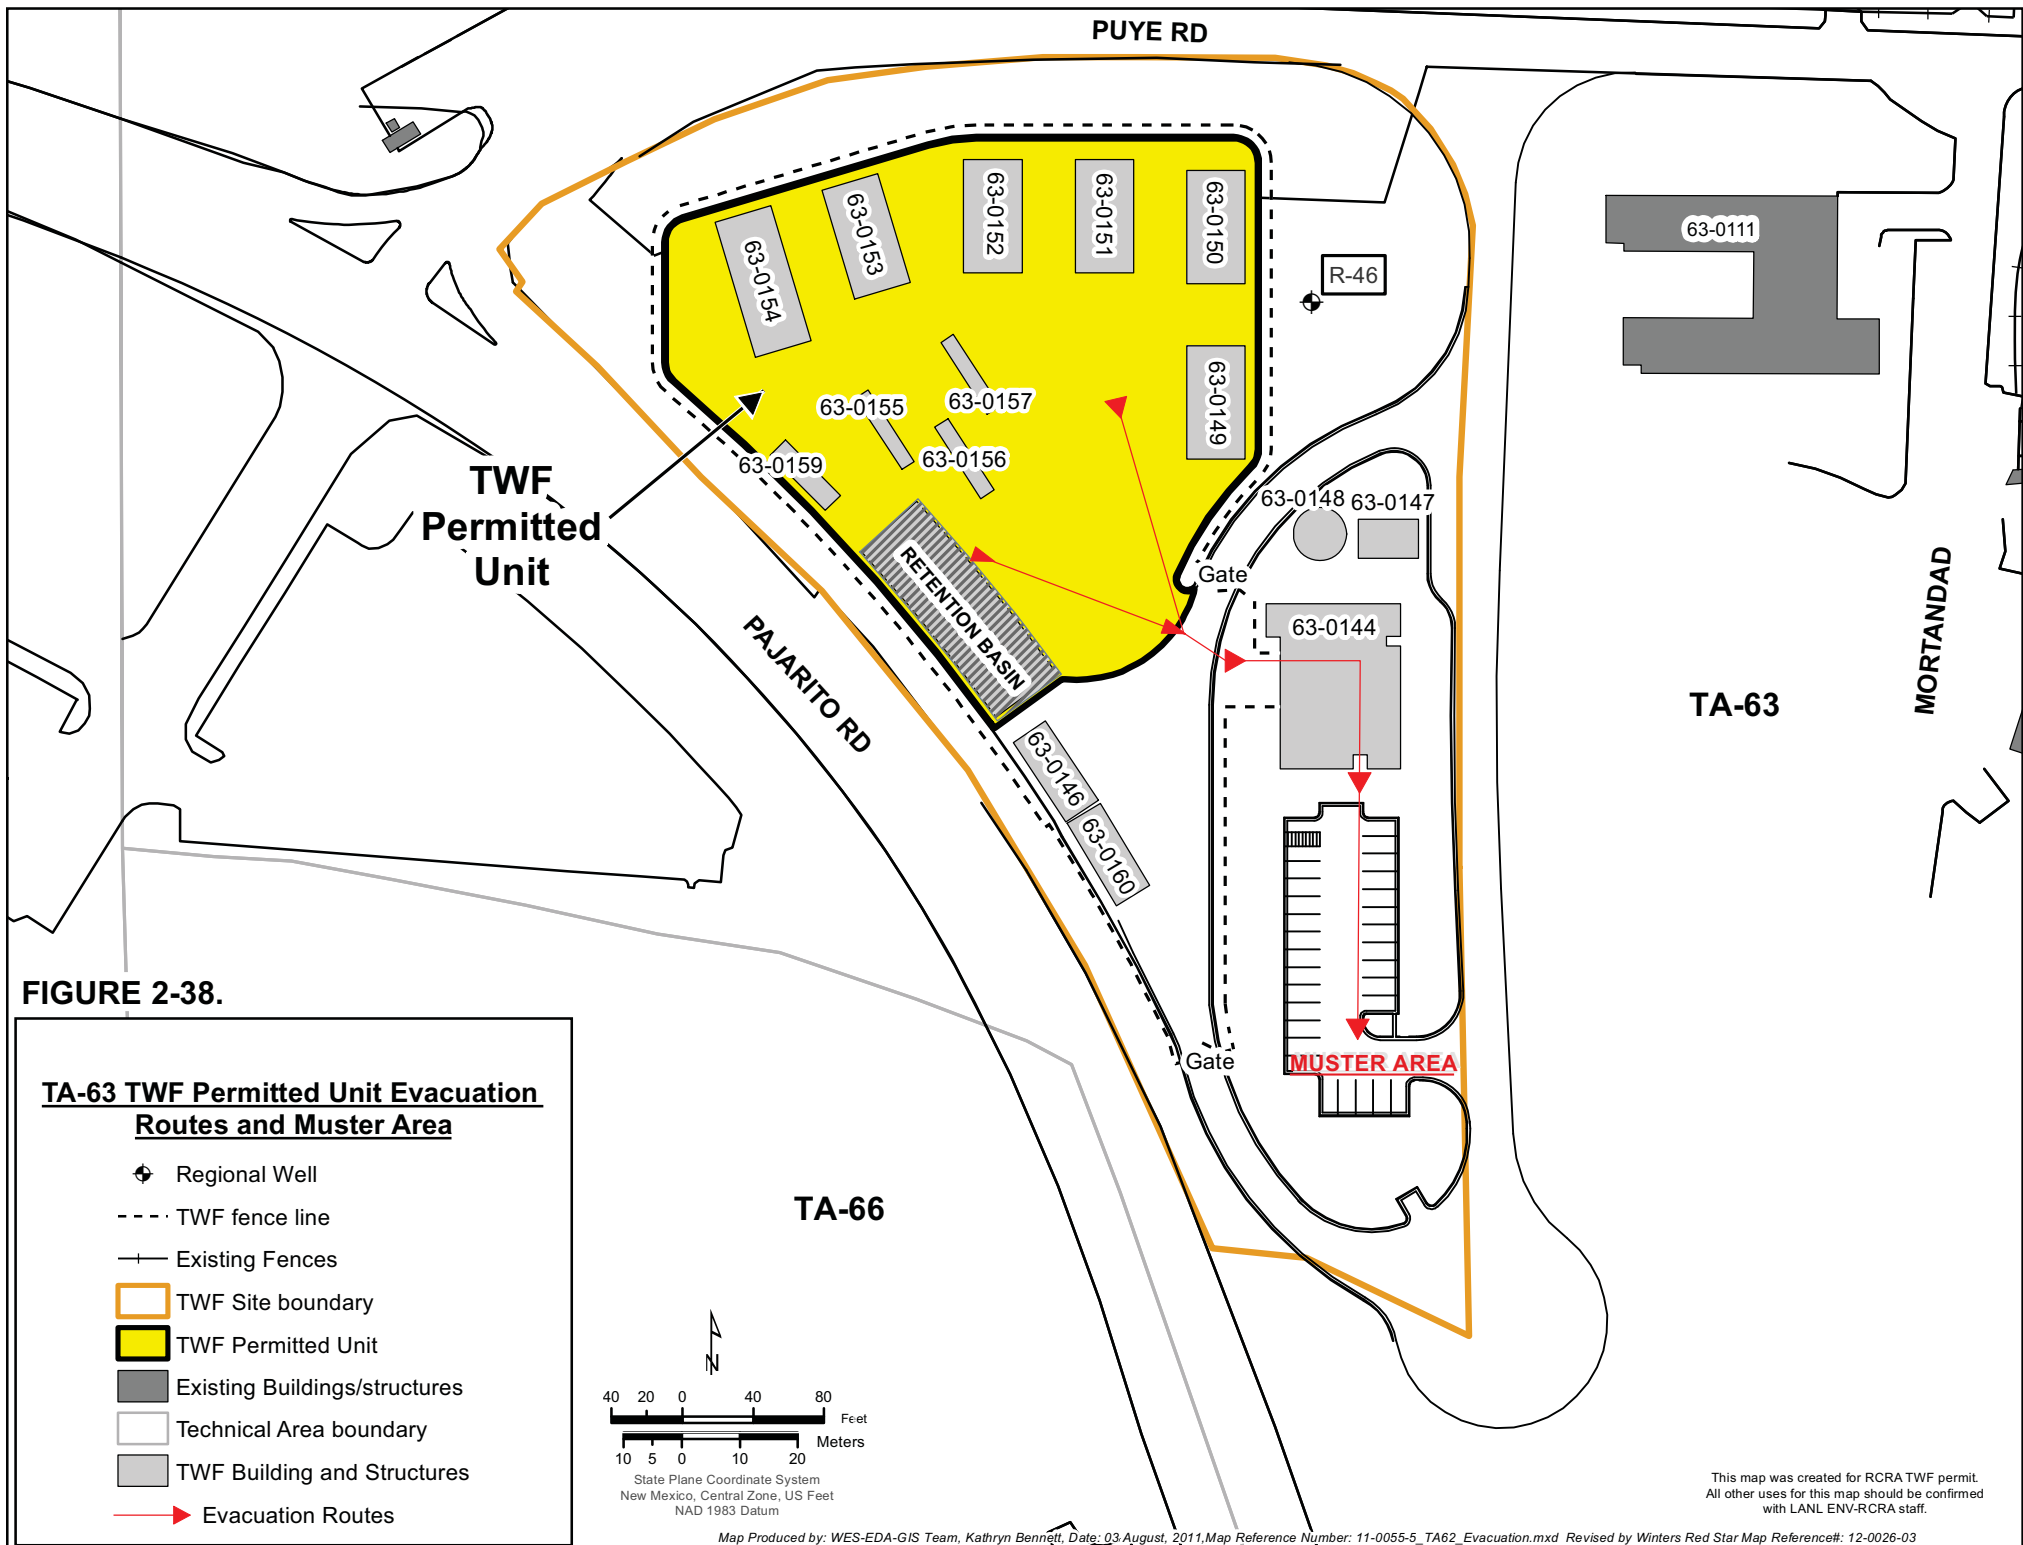 PUYE RD
63-0154
63-0153
63-0152
63-0151
63-0150
63-0111
R-46
63-0149
63-0155
63-0157
63-0159
63-0156
TWF
Permitted
Unit
63-0148
63-0147
RETENTION BASIN
Gate
63-0144
PAJARITO RD
MORTANDAD
TA-63
63-0146
63-0160
Gate
MUSTER AREA
TA-66
FIGURE 2-38.
TA-63 TWF Permitted Unit Evacuation
Routes and Muster Area
Regional Well
TWF fence line
Existing Fences
TWF Site boundary
TWF Permitted Unit
Existing Buildings/structures
Technical Area boundary
TWF Building and Structures
Evacuation Routes
N
40 20 0 40 80
Feet
Meters
10 5 0 10 20
State Plane Coordinate System
New Mexico, Central Zone, US Feet
NAD 1983 Datum
This map was created for RCRA TWF permit.
All other uses for this map should be confirmed
with LANL ENV-RCRA staff.
Map Produced by: WES-EDA-GIS Team, Kathryn Bennett, Date: 03 August, 2011,Map Reference Number: 11-0055-5_TA62_Evacuation.mxd Revised by Winters Red Star Map Reference#: 12-0026-03